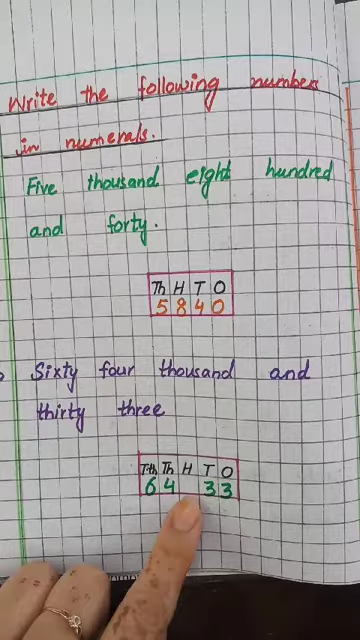 Write the following number
in numerals.
Five thousand eight hundred
and forty.
Th H T O
5 8 4 0
Sixty four thousand and
thirty three
T-th Th H T O
6 4 3 3